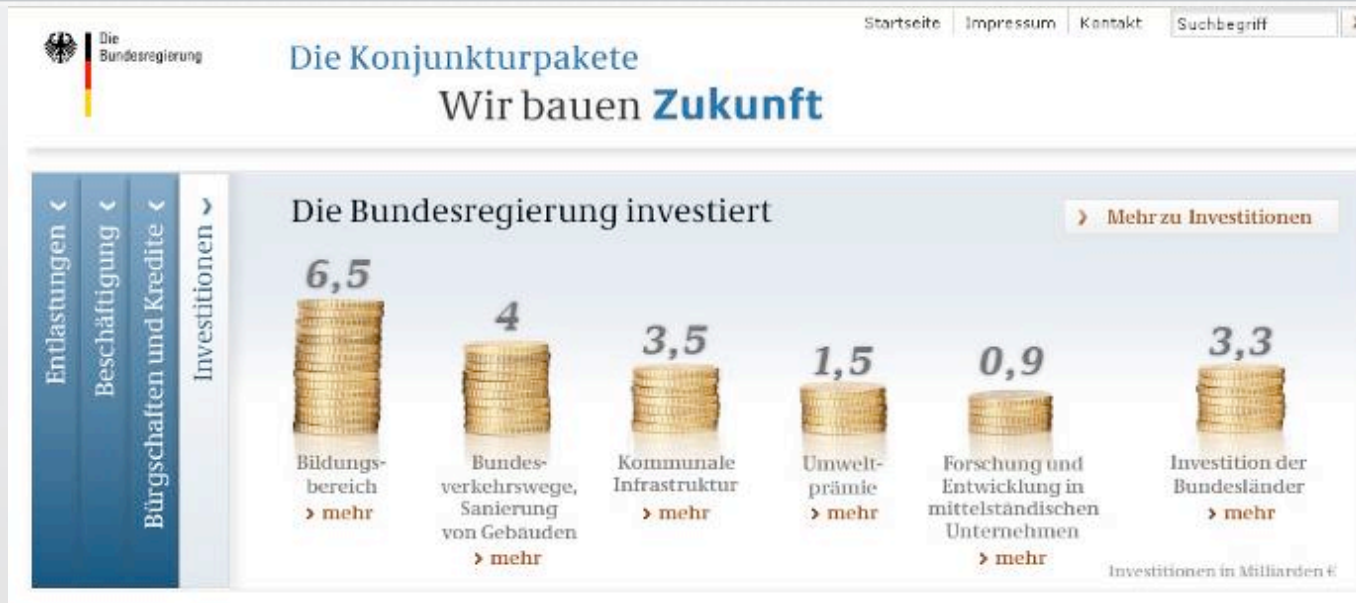 Startseite Impressum Kontakt Suchbegriff
Die
Bundesregierung
Die Konjunkturpakete
Wir bauen Zukunft
Entlastungen
Beschäftigung
Bürgschaften und Kredite
Investitionen
Die Bundesregierung investiert
Mehr zu Investitionen
6,5
Bildungs-
bereich
mehr
4
Bundes-
verkehrswege,
Sanierung
von Gebäuden
mehr
3,5
Kommunale
Infrastruktur
mehr
1,5
Umwelt-
prämie
mehr
0,9
Forschung und
Entwicklung in
mittelständischen
Unternehmen
mehr
3,3
Investition der
Bundesländer
mehr
Investitionen in Milliarden €